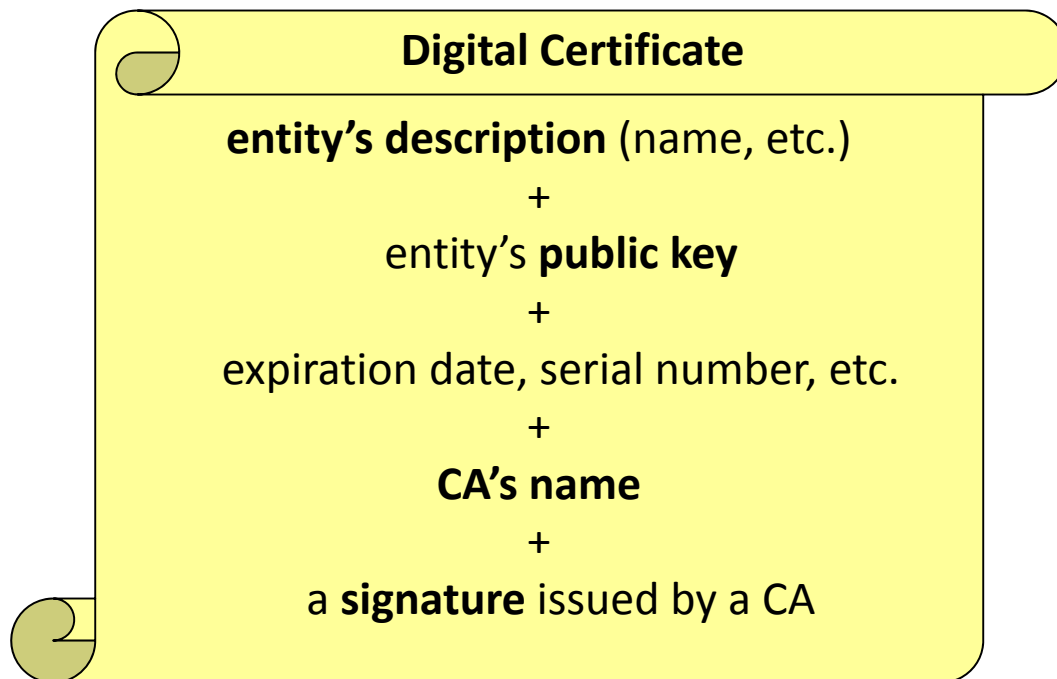 Digital Certificate
entity’s description (name, etc.)
+
entity’s public key
+
expiration date, serial number, etc.
+
CA’s name
+
a signature issued by a CA